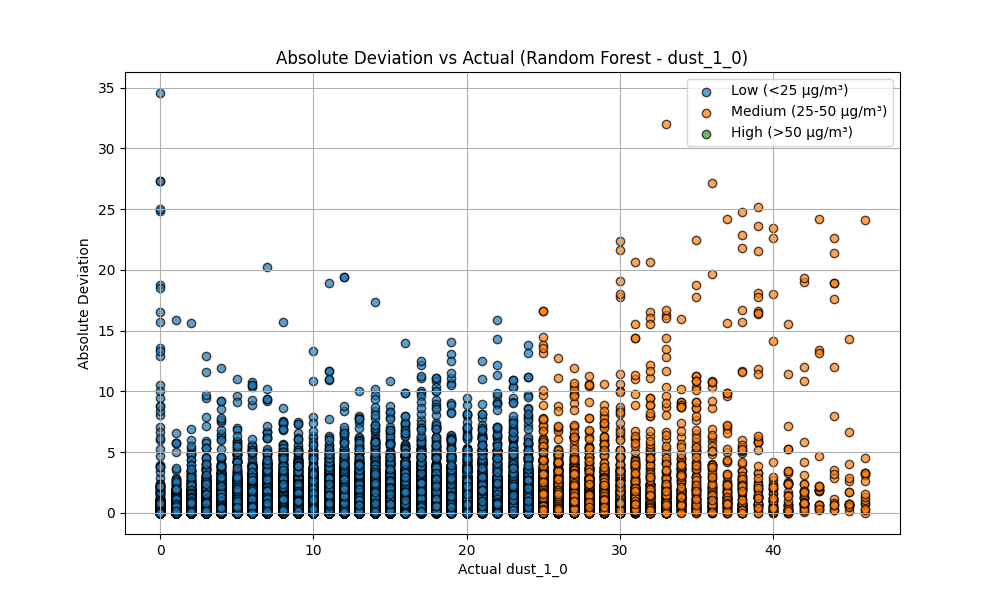 Absolute Deviation vs Actual (Random Forest - dust_1_0)
Low (<25 µg/m³)
Medium (25-50 µg/m³)
High (>50 µg/m³)
Absolute Deviation
35
30
25
20
15
10
5
0
0 10 20 30 40
Actual dust_1_0